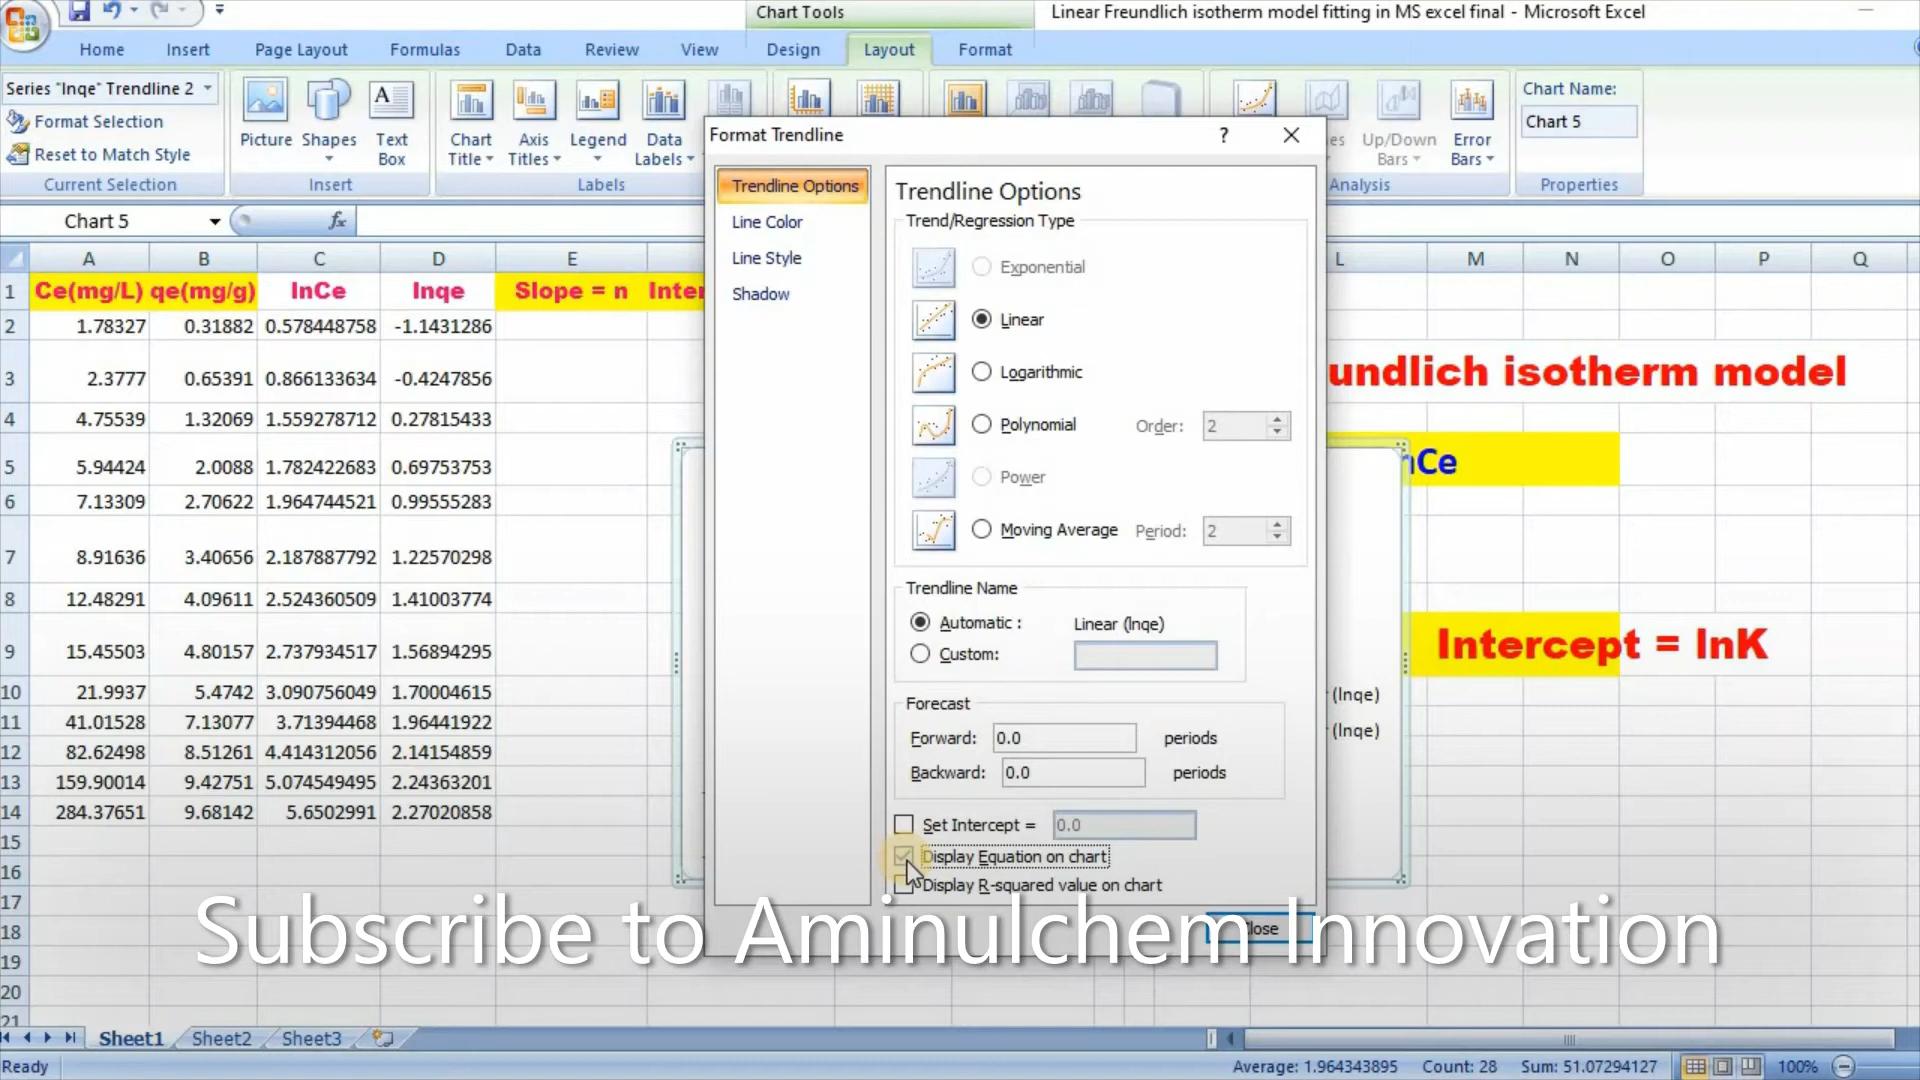 Chart Tools
Linear Freundlich isotherm model fitting in MS excel final - Microsoft Excel
Home Insert Page Layout Formulas Data Review View Design Layout Format
Series "lnqe" Trendline 2
Format Selection
Reset to Match Style
Current Selection
Picture Shapes Text Box
Insert
Chart Title Axis Titles Legend Data Labels
Labels
Up/Down Bars Error Bars
Analysis
Chart Name:
Chart 5
Properties
Chart 5 fx
A B C D E L M N O P Q
1 Ce(mg/L) qe(mg/g) lnCe lnqe Slope = n Inter
2 1.78327 0.31882 0.578448758 -1.1431286
3 2.3777 0.65391 0.866133634 -0.4247856
4 4.75539 1.32069 1.559278712 0.27815433
5 5.94424 2.0088 1.782422683 0.69753753
6 7.13309 2.70622 1.964744521 0.99555283
7 8.91636 3.40656 2.187887792 1.22570298
8 12.48291 4.09611 2.524360509 1.41003774
9 15.45503 4.80157 2.737934517 1.56894295
10 21.9937 5.4742 3.090756049 1.70004615
11 41.01528 7.13077 3.71394468 1.96441922
12 82.62498 8.51261 4.414312056 2.14154859
13 159.90014 9.42751 5.074549495 2.24363201
14 284.37651 9.68142 5.6502991 2.27020858
15
16
17
18
19
20
21
Format Trendline
?
Trendline Options
Line Color
Line Style
Shadow
Trendline Options
Trend/Regression Type
Exponential
Linear
Logarithmic
Polynomial Order: 2
Power
Moving Average Period: 2
Trendline Name
Automatic : Linear (lnqe)
Custom:
Forecast
Forward: 0.0 periods
Backward: 0.0 periods
Set Intercept = 0.0
Display Equation on chart
Display R-squared value on chart
Close
undlich isotherm model
nCe
Intercept = lnK
(lnqe)
(lnqe)
Subscribe to Aminulchem Innovation
Sheet1 Sheet2 Sheet3
Ready
Average: 1.964343895 Count: 28 Sum: 51.07294127 100%